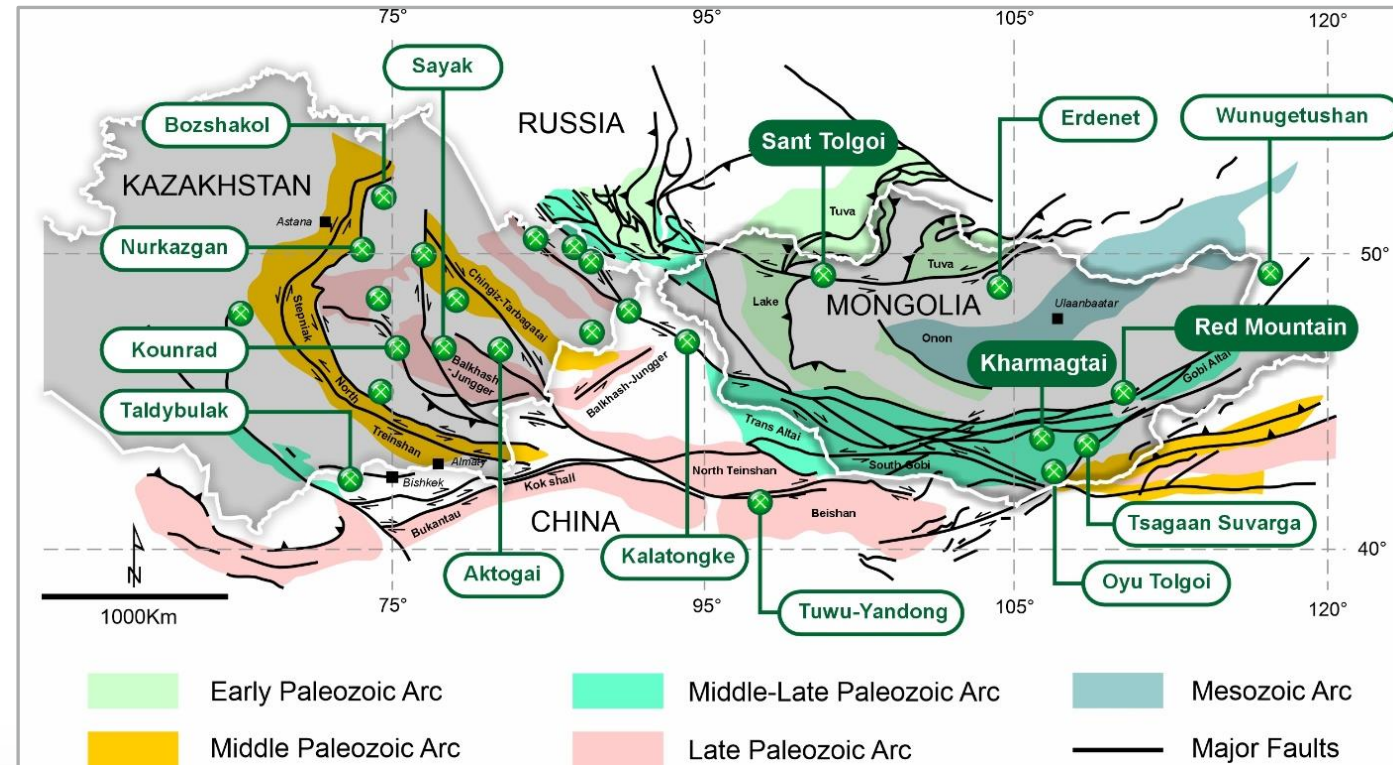 75°
95°
105°
120°
Sayak
RUSSIA
Bozshakol
Sant Tolgoi
Erdenet
Wunugetushan
KAZAKHSTAN
Astana
Tuva
Nurkazgan
Tuva
50°
Chingiz-Tarbagatai
Lake
MONGOLIA
Ulaanbaatar
Stepniak
Onon
Red Mountain
Kounrad
Balkhash
-Jungger
Balkhash-Jungger
Kharmagtai
Gobi Altai
Taldybulak
North
Treinshan
Trans Altai
Almaty
Bishkek
Kok shall
North Teinshan
South Gobi
Bukantau
CHINA
Beishan
Tsagaan Suvarga
40°
N
Aktogai
Kalatongke
Oyu Tolgoi
Tuwu-Yandong
1000Km
75°
95°
105°
120°
Early Paleozoic Arc
Middle-Late Paleozoic Arc
Mesozoic Arc
Middle Paleozoic Arc
Late Paleozoic Arc
Major Faults